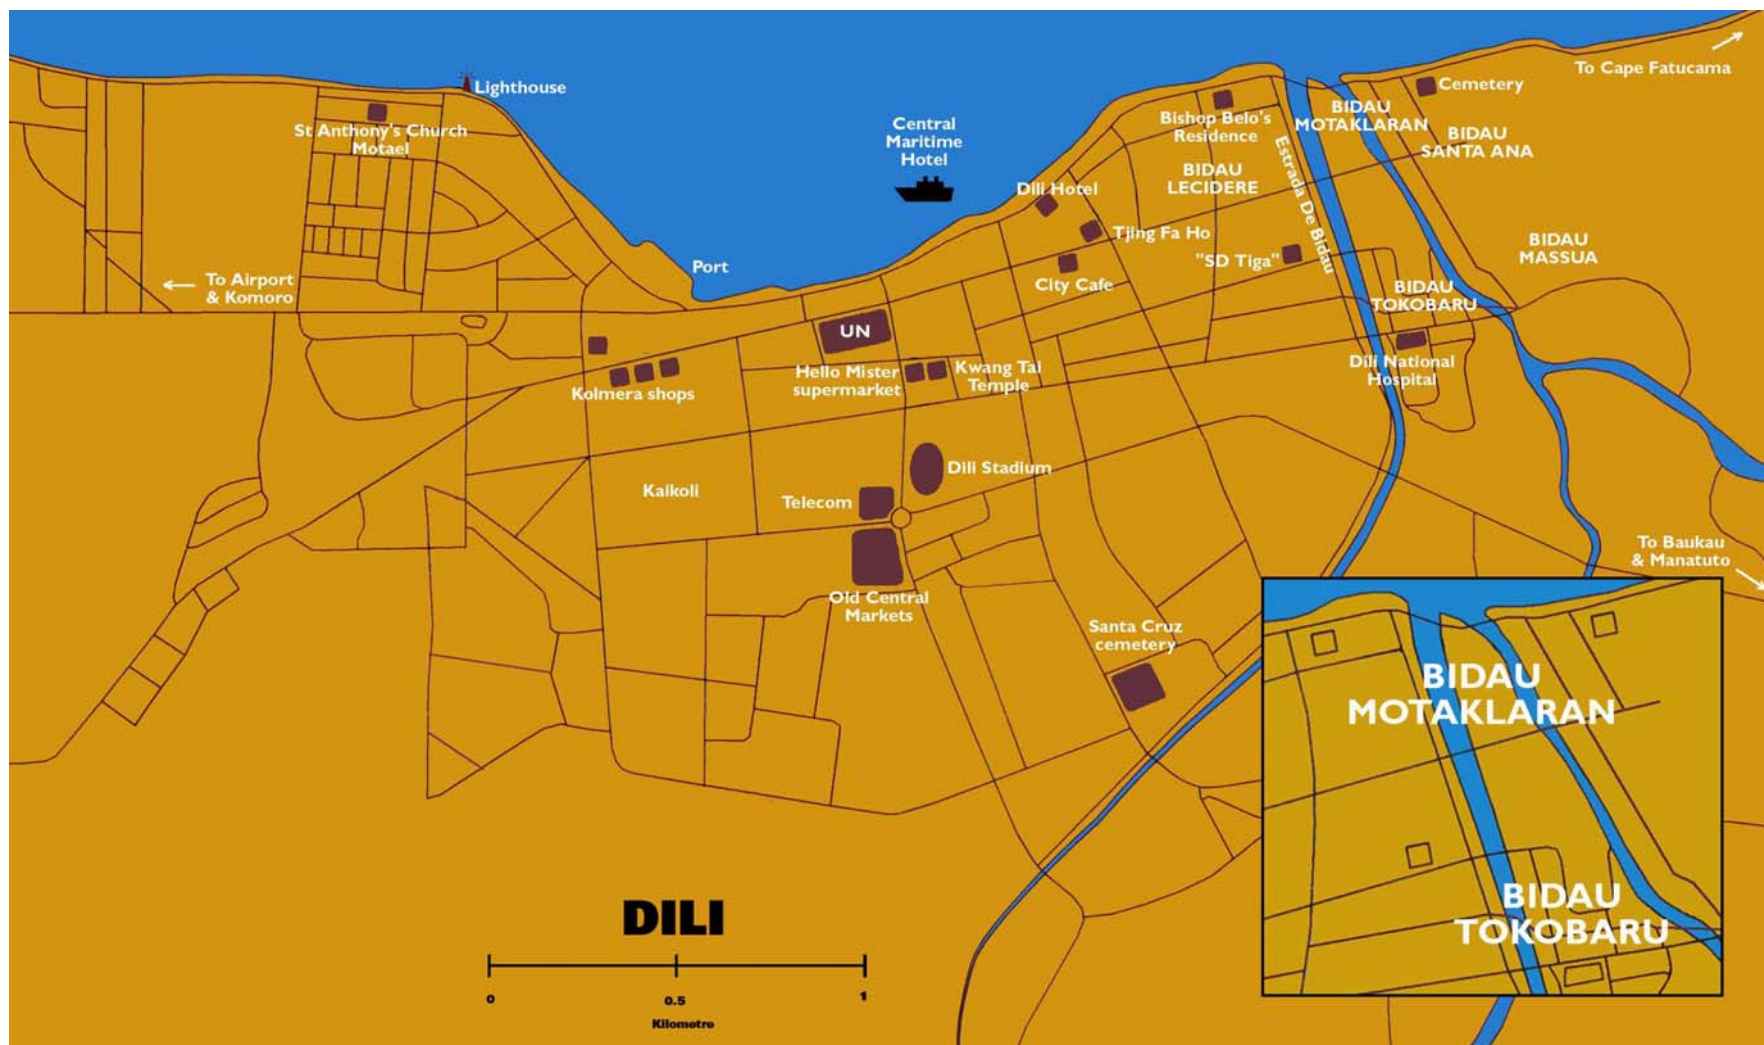 To Cape Fatucama
Lighthouse
Cemetery
St Anthony's Church
Motael
Central
Maritime
Hotel
Bishop Belo's
Residence
BIDAU
MOTAKLARAN
BIDAU
SANTA ANA
BIDAU
LECIDERE
Estrada De Bidau
Dili Hotel
Tjing Fa Ho
"SD Tiga"
BIDAU
MASSUA
To Airport
& Komoro
Port
City Cafe
BIDAU
TOKOBARU
UN
Kolmera shops
Hello Mister
supermarket
Kwang Tai
Temple
Dili National
Hospital
Kaikoli
Dili Stadium
Telecom
To Baukau
& Manatuto
Old Central
Markets
Santa Cruz
cemetery
BIDAU
MOTAKLARAN
BIDAU
TOKOBARU
DILI
0
0.5
1
Kilometre